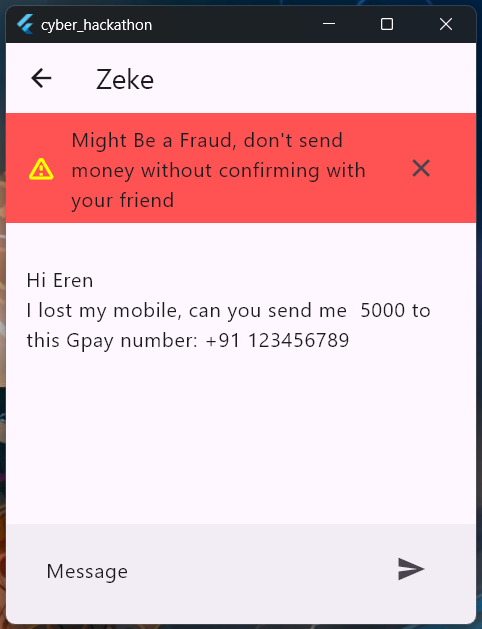 cyber_hackathon
Zeke
Might Be a Fraud, don't send
money without confirming with
your friend
Hi Eren
I lost my mobile, can you send me  5000 to
this Gpay number: +91 123456789
Message